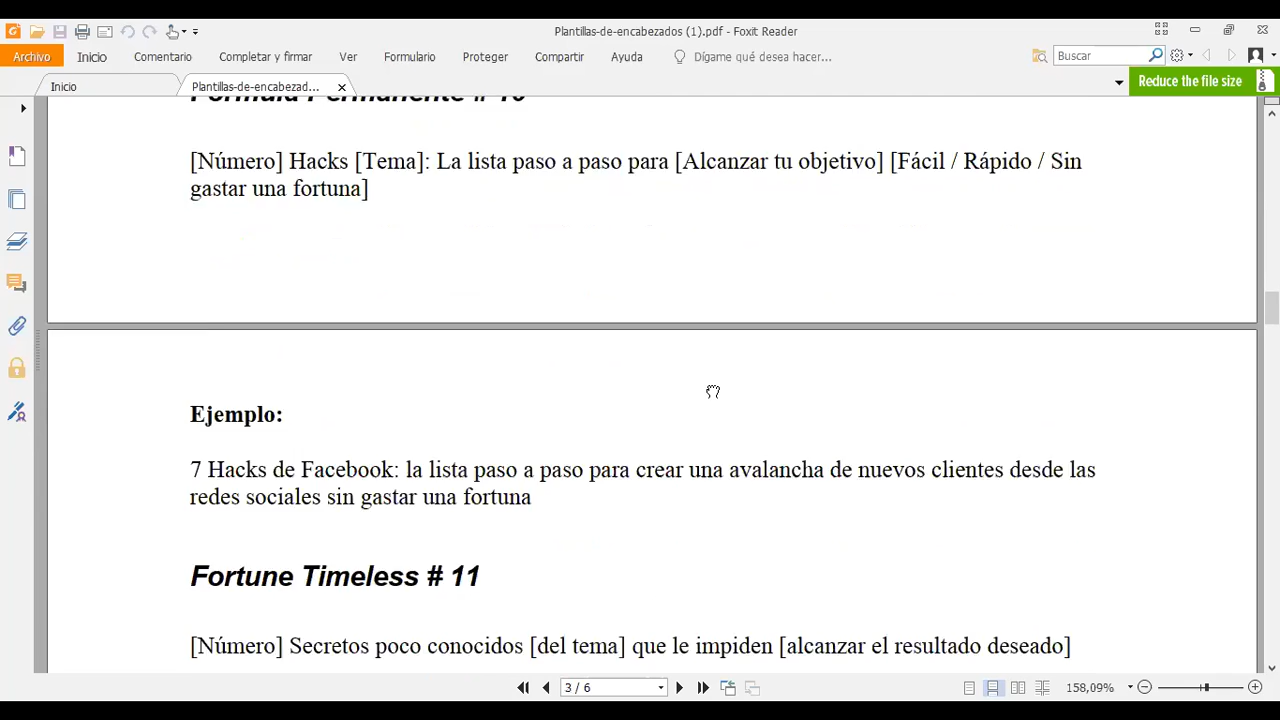 Plantillas-de-encabezados (1).pdf - Foxit Reader
Archivo Inicio Comentario Completar y firmar Ver Formulario Proteger Compartir Ayuda Dígame qué desea hacer... Buscar
Inicio Plantillas-de-encabezad... Reduce the file size
Fórmula Permanente # 10
[Número] Hacks [Tema]: La lista paso a paso para [Alcanzar tu objetivo] [Fácil / Rápido / Sin
gastar una fortuna]
Ejemplo:
7 Hacks de Facebook: la lista paso a paso para crear una avalancha de nuevos clientes desde las
redes sociales sin gastar una fortuna
Fortune Timeless # 11
[Número] Secretos poco conocidos [del tema] que le impiden [alcanzar el resultado deseado]
3 / 6 158,09%